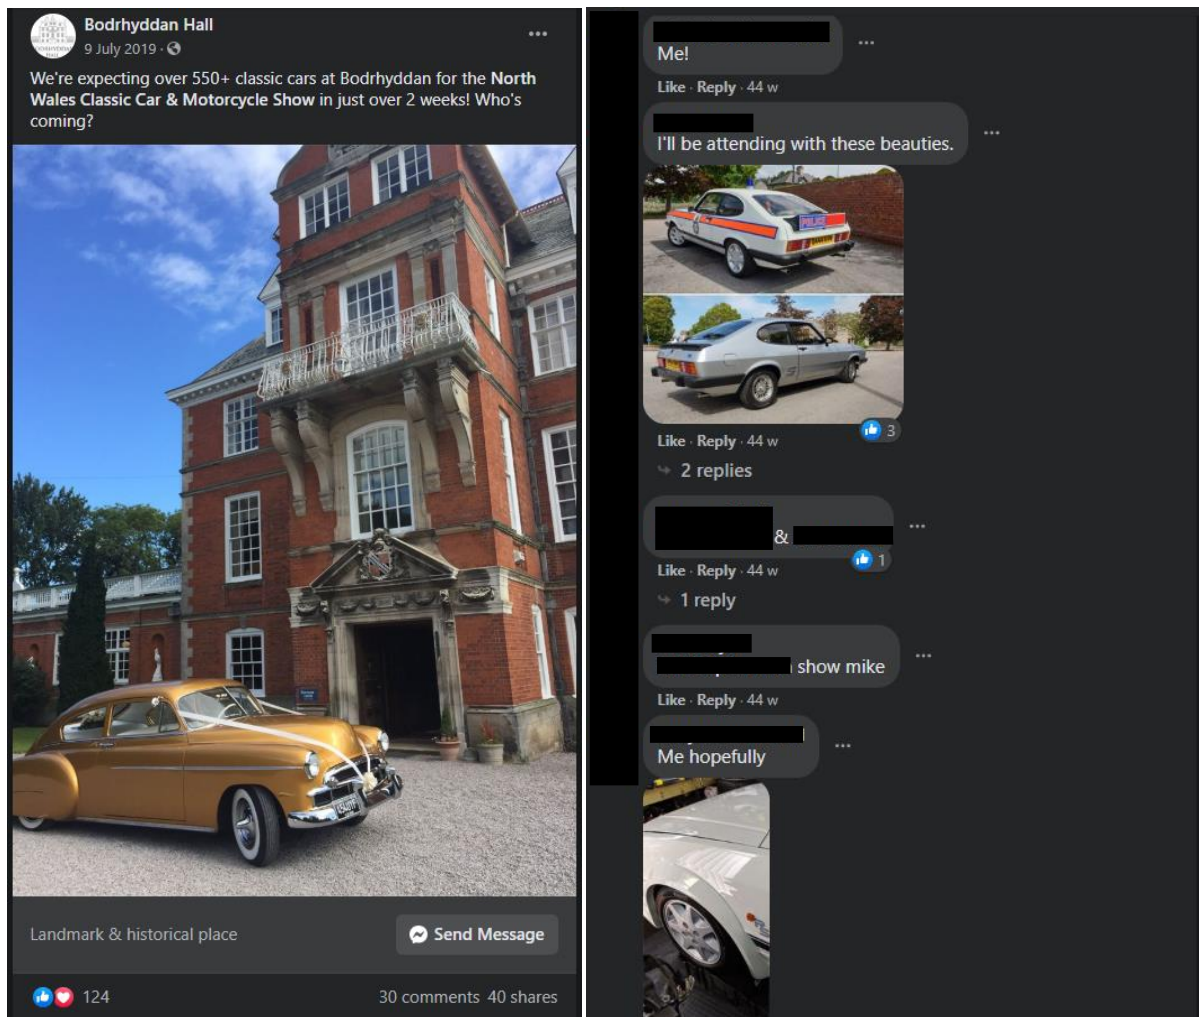 Bodrhyddan Hall
9 July 2019 ·
We're expecting over 550+ classic cars at Bodrhyddan for the North
Wales Classic Car & Motorcycle Show in just over 2 weeks! Who's
coming?
Landmark & historical place
Send Message
124
30 comments 40 shares
Me!
Like · Reply · 44 w
I'll be attending with these beauties.
POLICE
Like · Reply · 44 w
3
2 replies
&
1
Like · Reply · 44 w
1 reply
show mike
Like · Reply · 44 w
Me hopefully